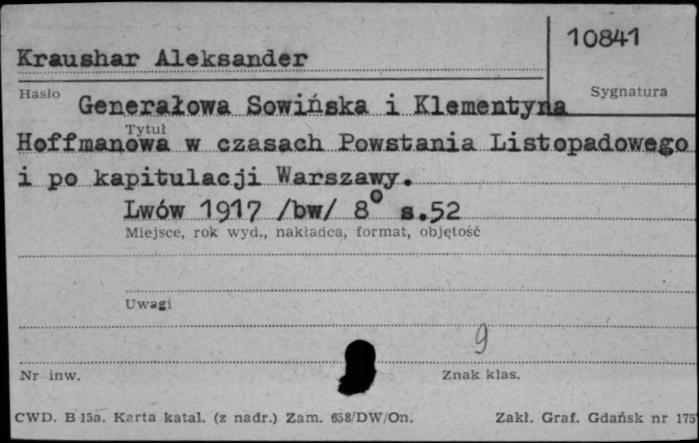 10841
Kraushar Aleksander
Hasło
Sygnatura
Generałowa Sowińska i Klementyna
Tytuł
Hoffmanowa w czasach Powstania Listopadowego
i po kapitulacji Warszawy.
Lwów 1917 /bw/ 8° s.52
Miejsce, rok wyd., nakładca, format, objętość
Uwagi
9
Nr inw.
Znak klas.
CWD. B 15a. Karta katal. (z nadr.) Zam. 658/DW/On.
Zakł. Graf. Gdańsk nr 175